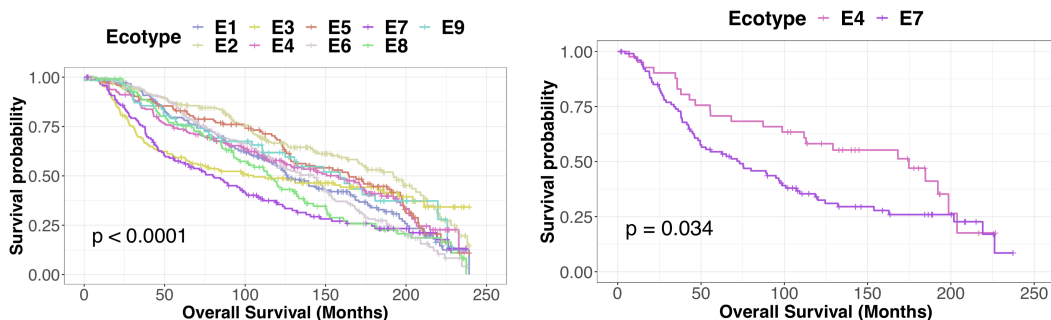 Ecotype E1 E3 E5 E7 E9
E2 E4 E6 E8
Survival probability
1.00
0.75
0.50
0.25
0.00
p < 0.0001
0 50 100 150 200 250
Overall Survival (Months)
Ecotype E4 E7
Survival probability
1.00
0.75
0.50
0.25
0.00
p = 0.034
0 50 100 150 200 250
Overall Survival (Months)